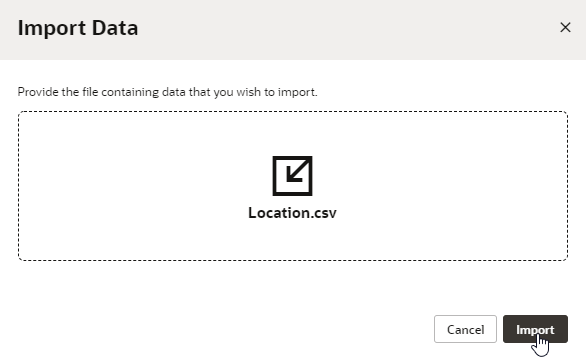 Import Data
Provide the file containing data that you wish to import.
Location.csv
Cancel Import